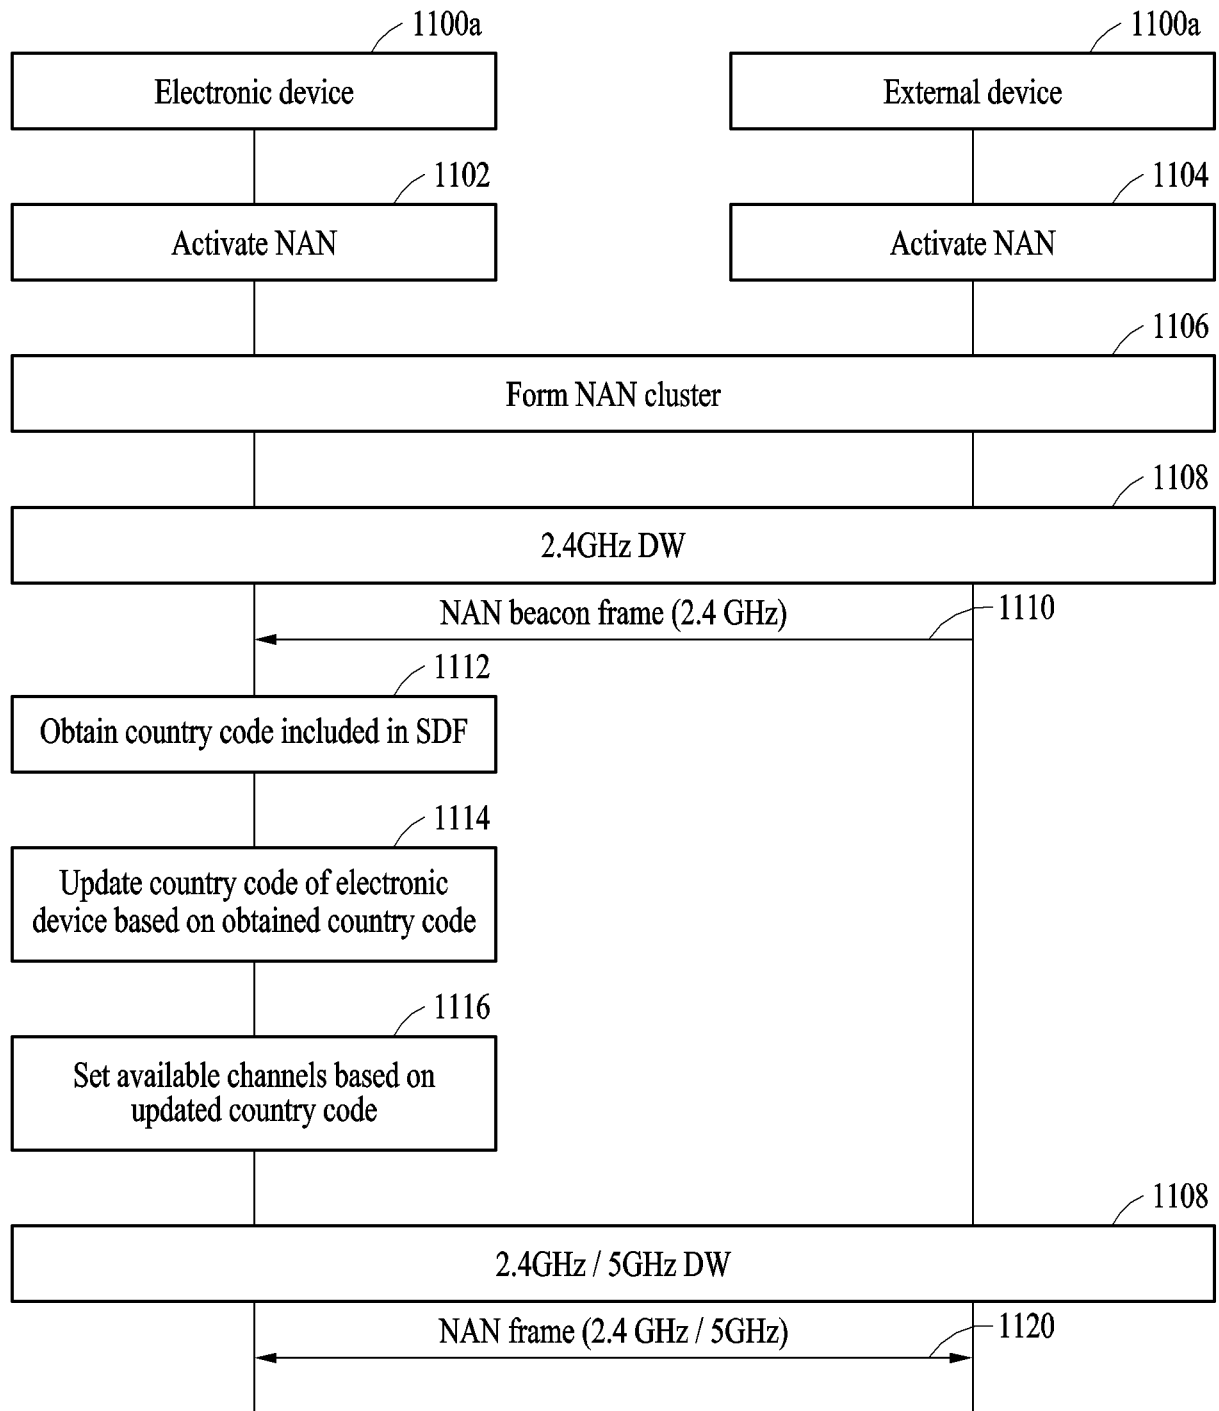 1100a
1100a
Electronic device
External device
1102
1104
Activate NAN
Activate NAN
1106
Form NAN cluster
1108
2.4GHz DW
NAN beacon frame (2.4 GHz)
1110
1112
Obtain country code included in SDF
1114
Update country code of electronic
device based on obtained country code
1116
Set available channels based on
updated country code
1108
2.4GHz / 5GHz DW
NAN frame (2.4 GHz / 5GHz)
1120